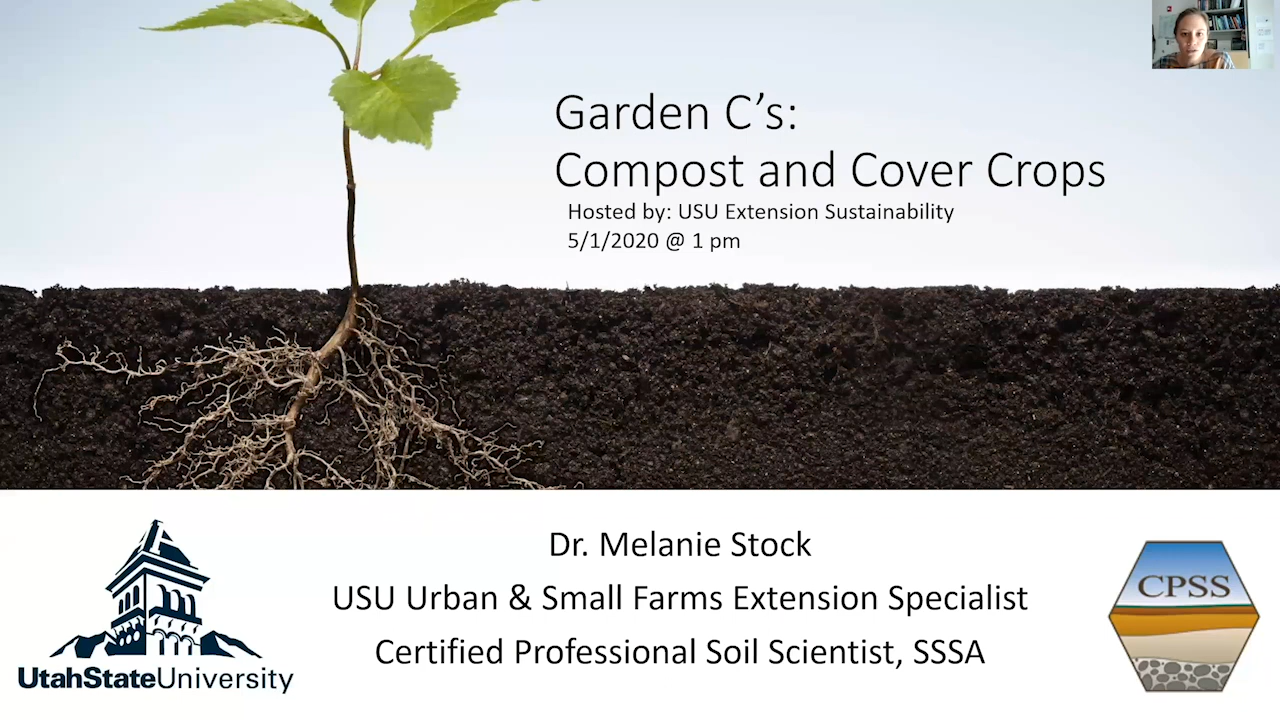 Garden C’s:
Compost and Cover Crops
Hosted by: USU Extension Sustainability
5/1/2020 @ 1 pm
Dr. Melanie Stock
USU Urban & Small Farms Extension Specialist
Certified Professional Soil Scientist, SSSA
UtahStateUniversity
CPSS